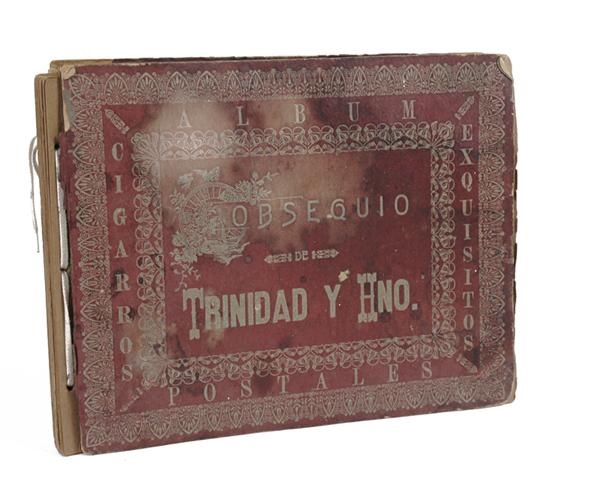 ALBUM
CIGARROS
EXQUISITOS
OBSEQUIO
DE
TRINIDAD Y HNO.
POSTALES